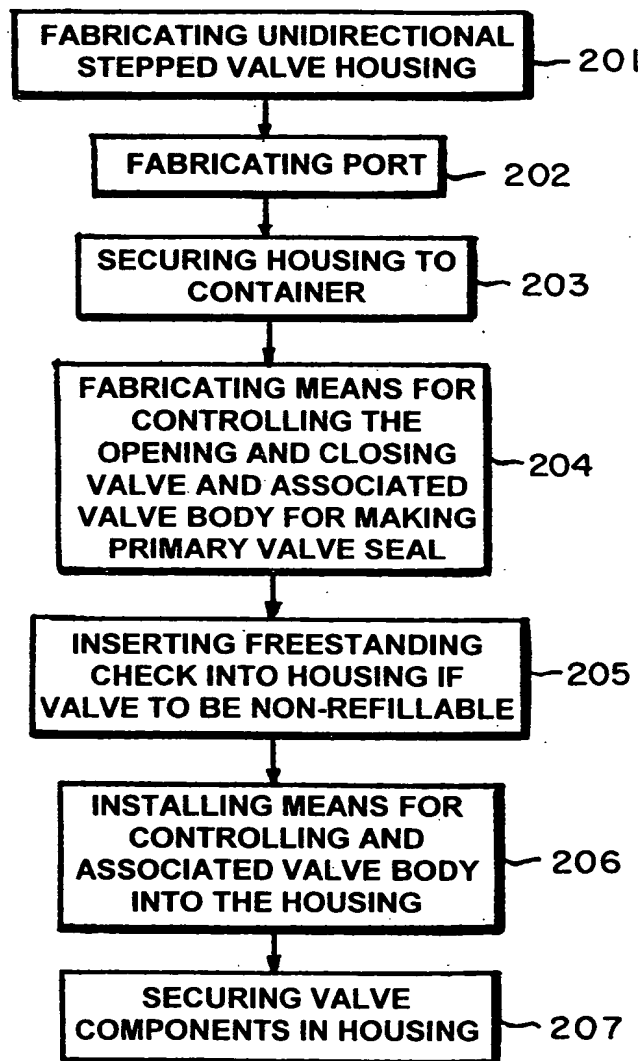 FABRICATING UNIDIRECTIONAL
STEPPED VALVE HOUSING
201
FABRICATING PORT
202
SECURING HOUSING TO
CONTAINER
203
FABRICATING MEANS FOR
CONTROLLING THE
OPENING AND CLOSING
VALVE AND ASSOCIATED
VALVE BODY FOR MAKING
PRIMARY VALVE SEAL
204
INSERTING FREESTANDING
CHECK INTO HOUSING IF
VALVE TO BE NON-REFILLABLE
205
INSTALLING MEANS FOR
CONTROLLING AND
ASSOCIATED VALVE BODY
INTO THE HOUSING
206
SECURING VALVE
COMPONENTS IN HOUSING
207